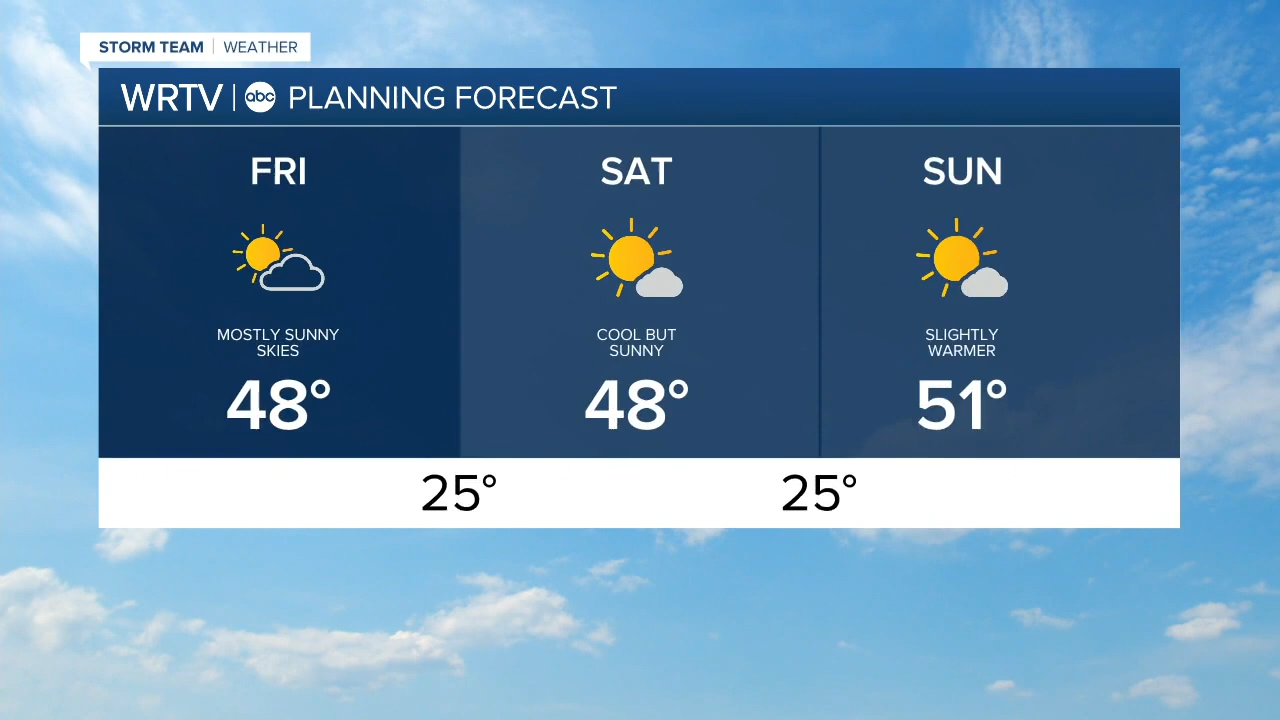 STORM TEAM | WEATHER
WRTV | abc PLANNING FORECAST
FRI
SAT
SUN
MOSTLY SUNNY
SKIES
COOL BUT
SUNNY
SLIGHTLY
WARMER
48°
48°
51°
25°
25°